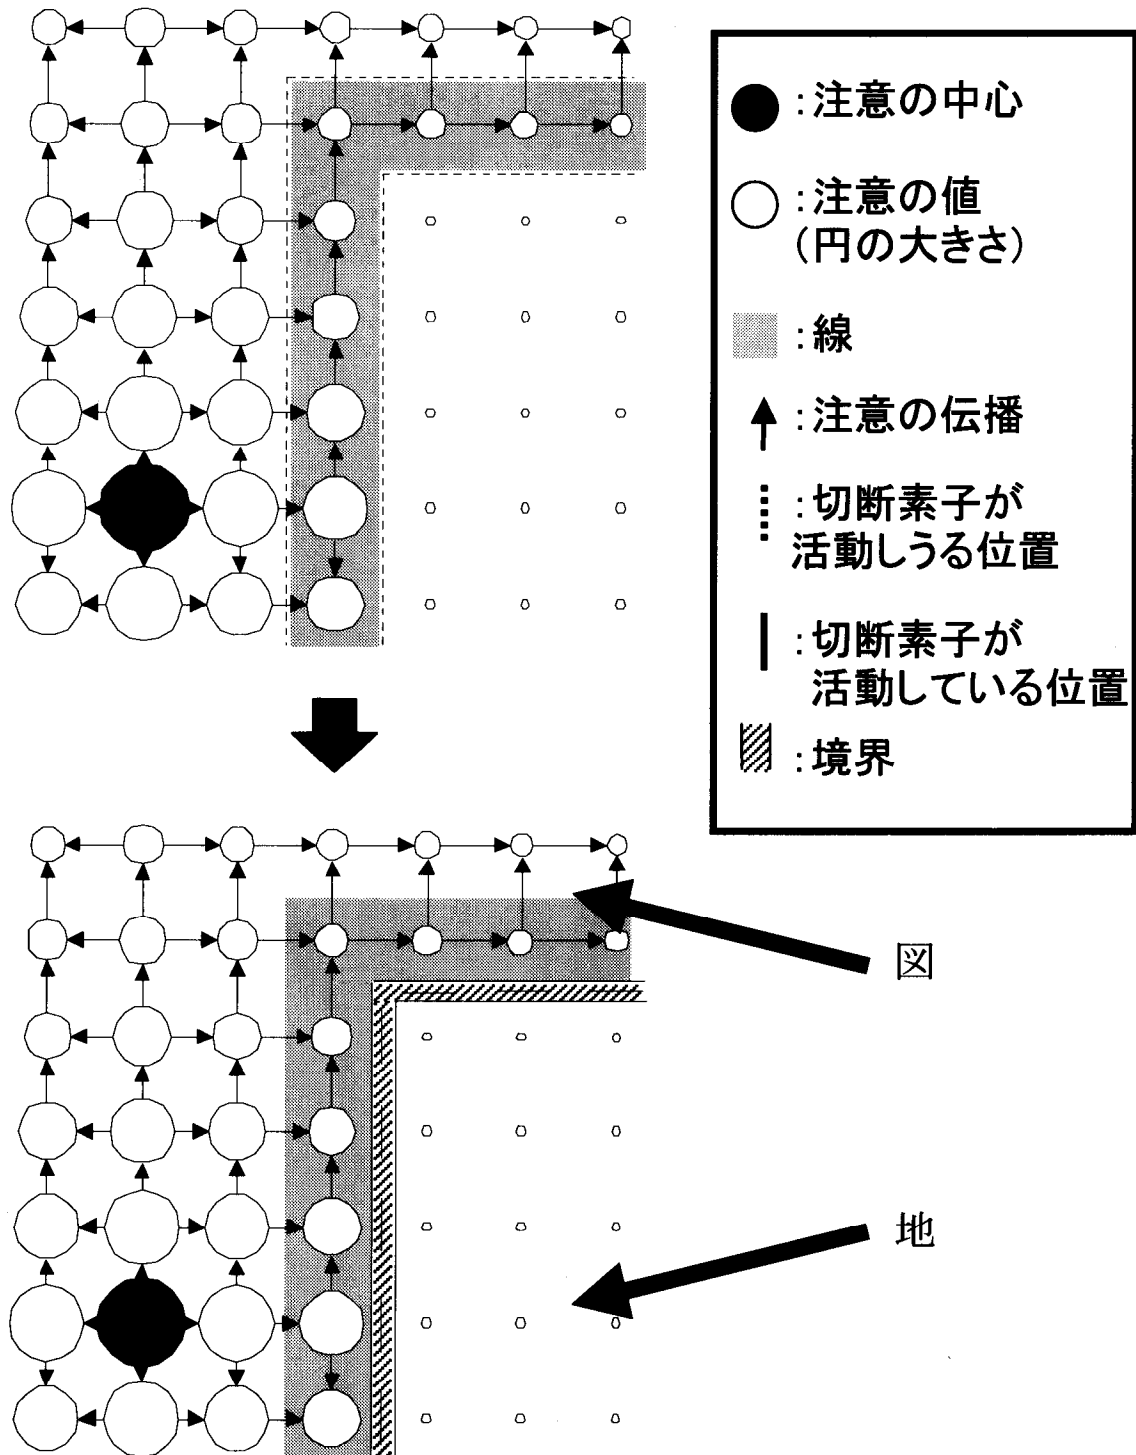 :注意の中心
:注意の値
(円の大きさ)
:線
:注意の伝播
:切断素子が
活動しうる位置
:切断素子が
活動している位置
:境界
図
地